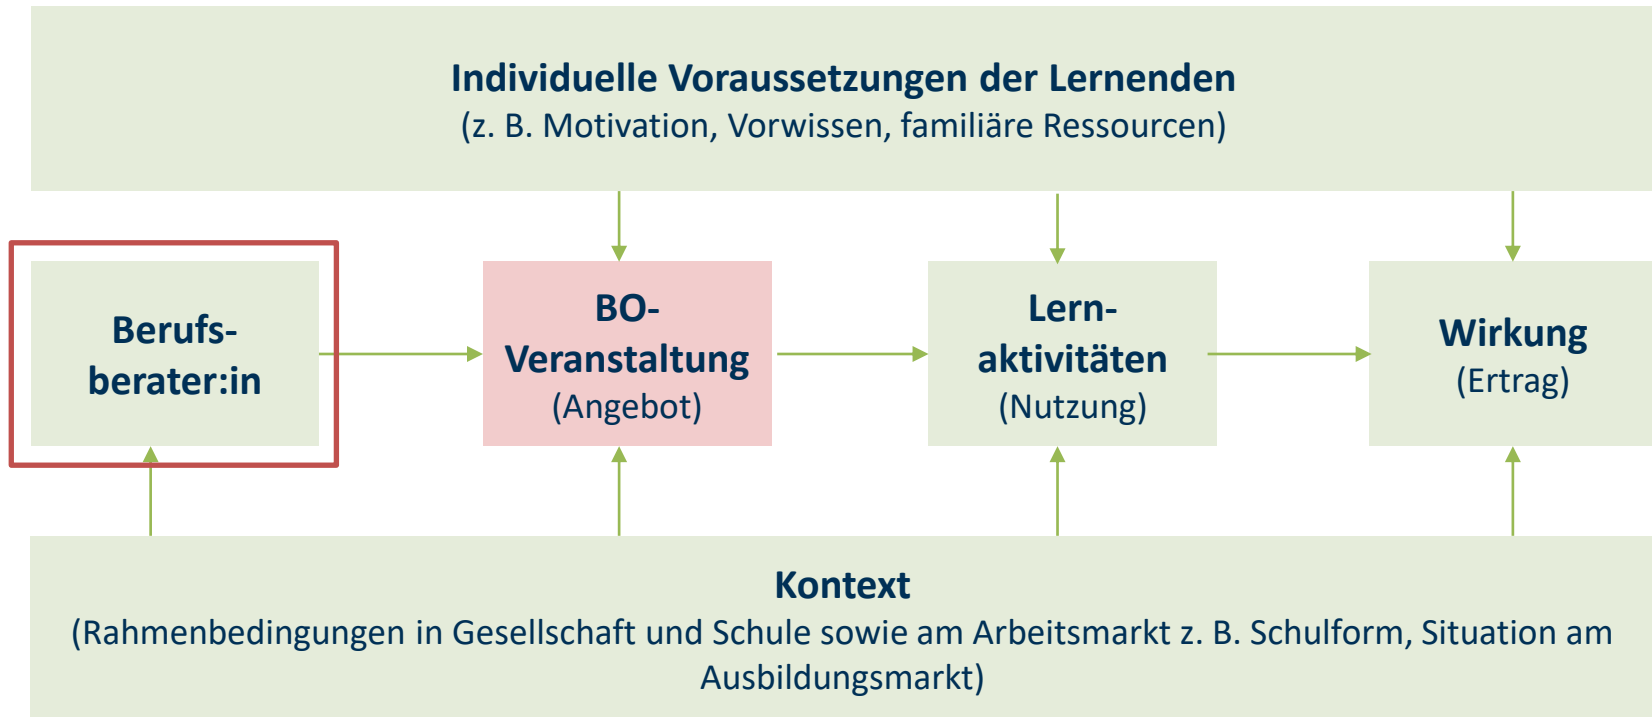 Individuelle Voraussetzungen der Lernenden
(z. B. Motivation, Vorwissen, familiäre Ressourcen)
Berufs-
berater:in
BO-
Veranstaltung
(Angebot)
Lern-
aktivitäten
(Nutzung)
Wirkung
(Ertrag)
Kontext
(Rahmenbedingungen in Gesellschaft und Schule sowie am Arbeitsmarkt z. B. Schulform, Situation am
Ausbildungsmarkt)